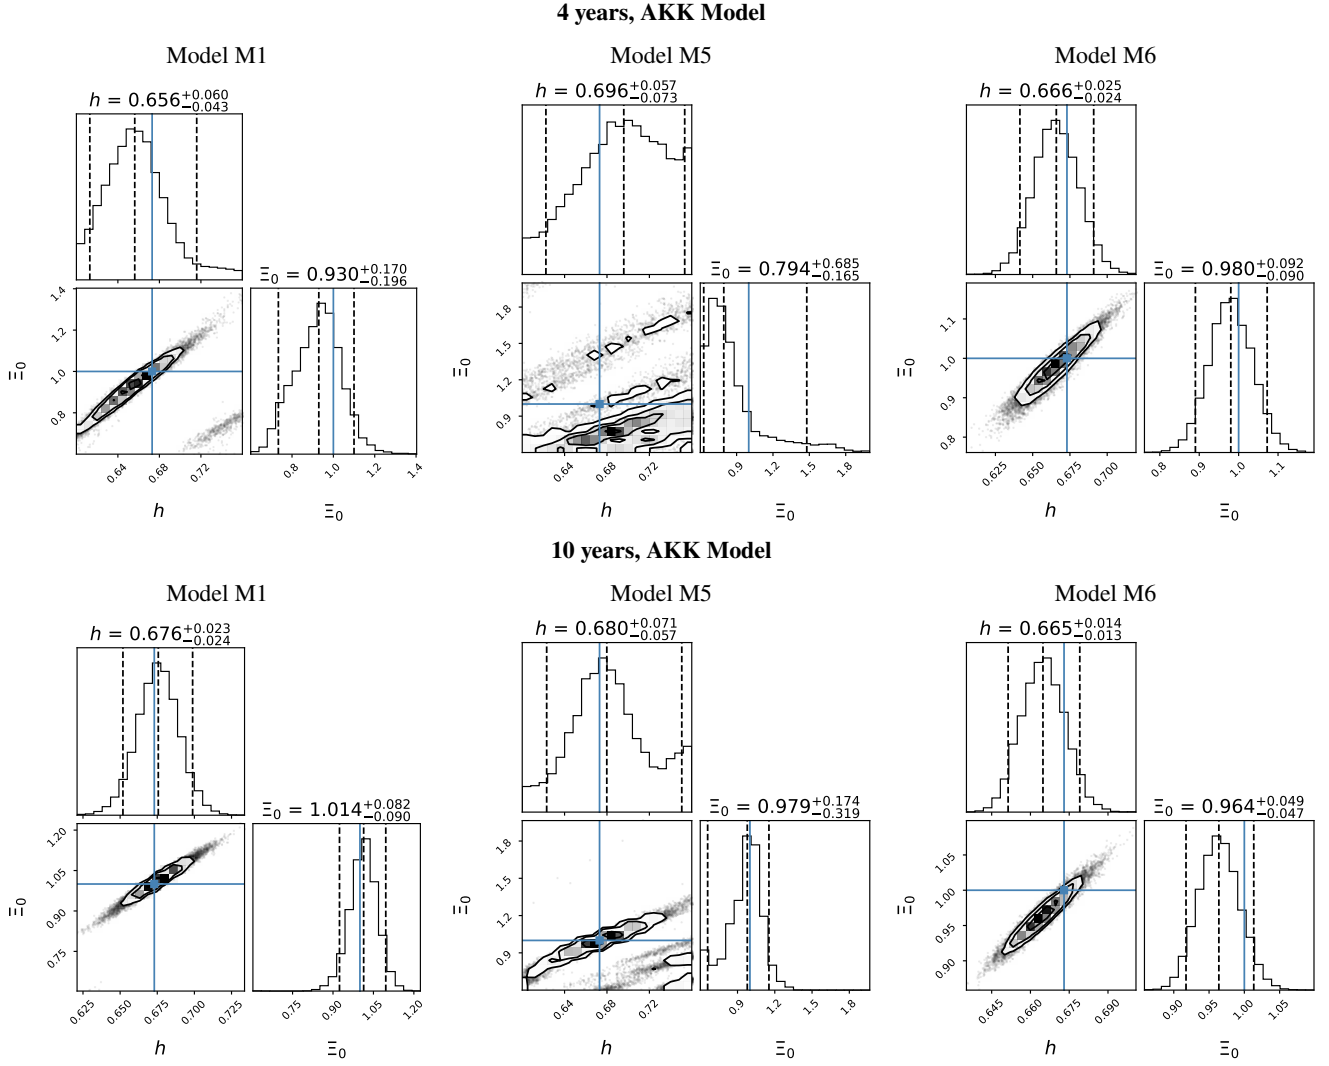 4 years, AKK Model
Model M1
Model M5
Model M6
h = 0.656 +0.060 −0.043
h = 0.696 +0.057 −0.073
h = 0.666 +0.025 −0.024
Ξ0 = 0.930 +0.170 −0.196
Ξ0 = 0.794 +0.685 −0.165
Ξ0 = 0.980 +0.092 −0.090
Ξ0
1.4
1.2
1.0
0.8
0.64
0.68
0.72
h
0.8
1.0
1.2
1.4
Ξ0
Ξ0
1.8
1.5
1.2
0.9
0.64
0.68
0.72
h
0.9
1.2
1.5
1.8
Ξ0
Ξ0
1.1
1.0
0.9
0.8
0.625
0.650
0.675
0.700
h
0.8
0.9
1.0
1.1
Ξ0
10 years, AKK Model
Model M1
Model M5
Model M6
h = 0.676 +0.023 −0.024
h = 0.680 +0.071 −0.057
h = 0.665 +0.014 −0.013
Ξ0 = 1.014 +0.082 −0.090
Ξ0 = 0.979 +0.174 −0.319
Ξ0 = 0.964 +0.049 −0.047
Ξ0
1.20
1.05
0.90
0.75
0.625
0.650
0.675
0.700
0.725
h
0.75
0.90
1.05
1.20
Ξ0
Ξ0
1.8
1.5
1.2
0.9
0.64
0.68
0.72
h
0.9
1.2
1.5
1.8
Ξ0
Ξ0
1.05
1.00
0.95
0.90
0.645
0.660
0.675
0.690
h
0.90
0.95
1.00
1.05
Ξ0